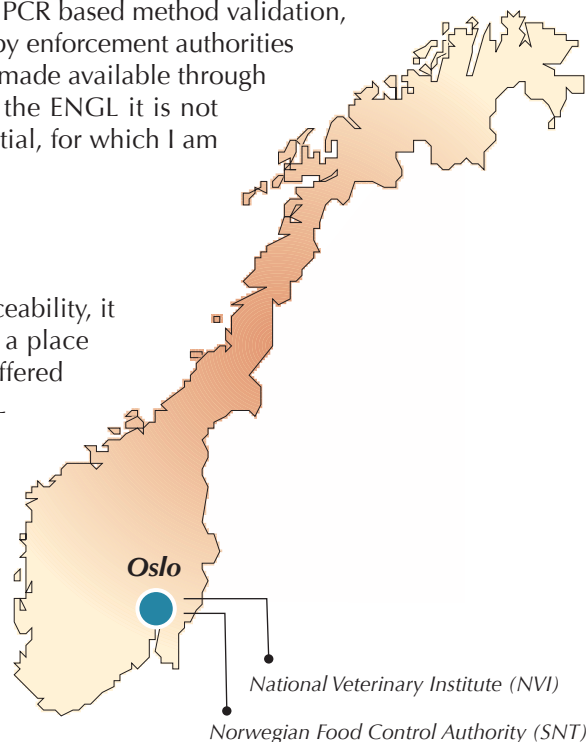 PCR based method validation,
by enforcement authorities
made available through
the ENGL it is not
tial, for which I am
ceability, it
a place
ffered
Oslo
National Veterinary Institute (NVI)
Norwegian Food Control Authority (SNT)